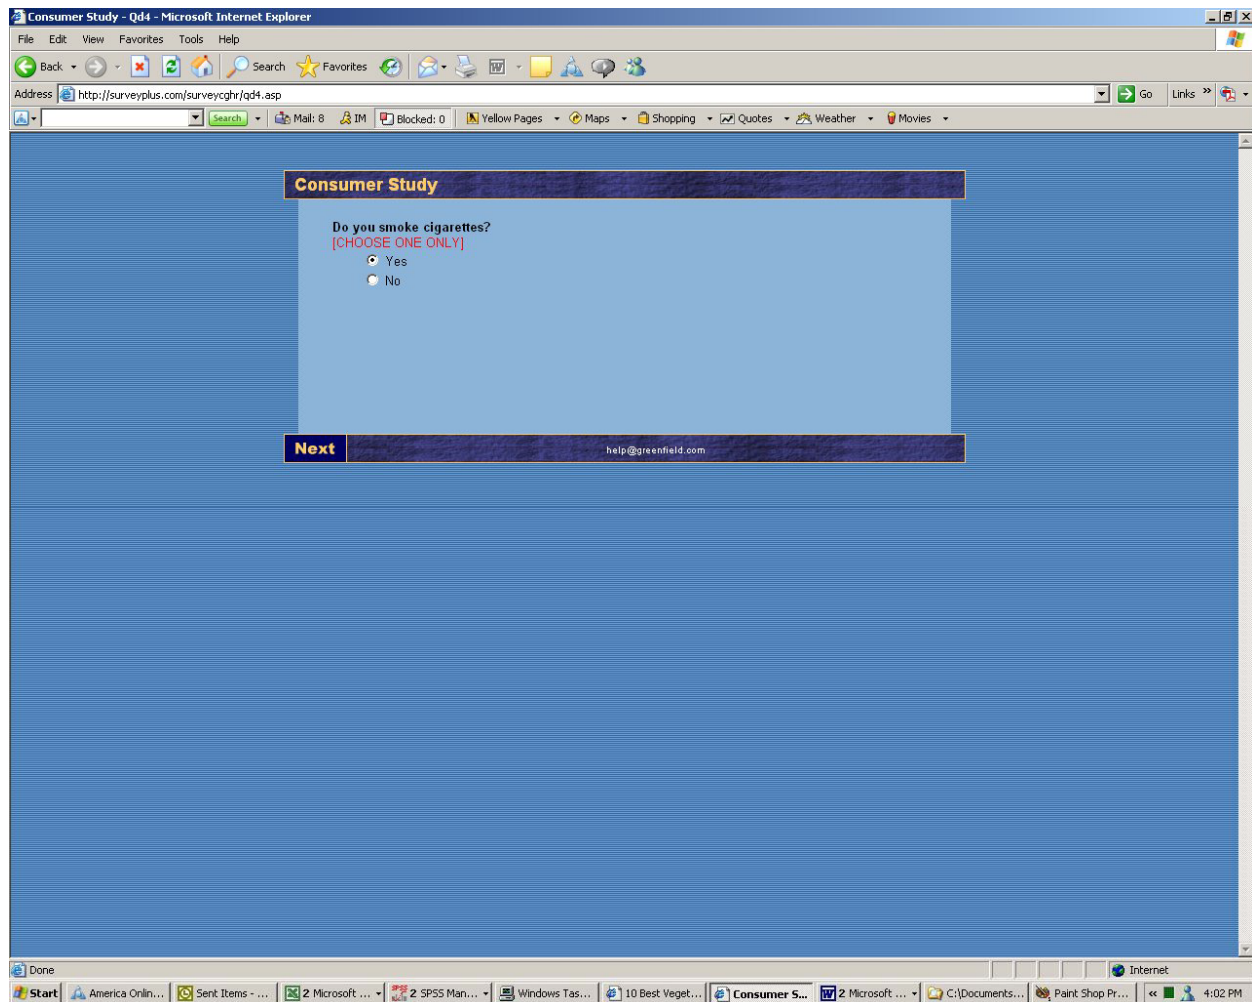 Consumer Study - Qd4 - Microsoft Internet Explorer
File Edit View Favorites Tools Help
Back Search Favorites
Address http://surveyplus.com/surveycghr/qd4.asp Go Links »
Search Mail: 8 IM Blocked: 0 Yellow Pages Maps Shopping Quotes Weather Movies
Consumer Study
Do you smoke cigarettes?
[CHOOSE ONE ONLY]
Yes
No
Next help@greenfield.com
Done Internet
Start America Onlin... Sent Items - ... 2 Microsoft ... 2 SPSS Man... Windows Tas... 10 Best Veget... Consumer S... 2 Microsoft ... C:\Documents... Paint Shop Pr... « 4:02 PM